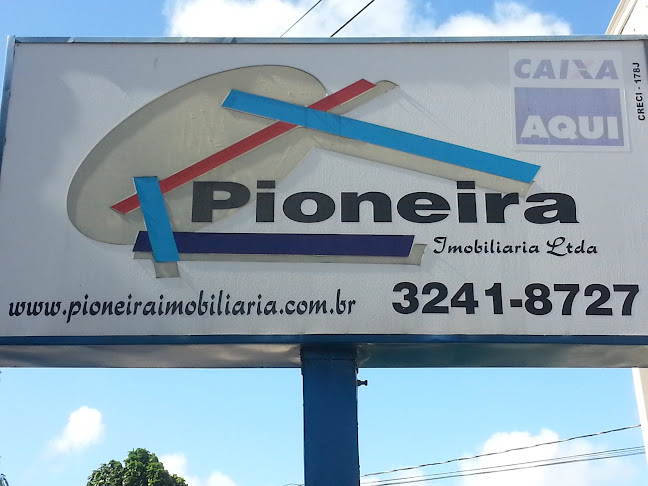 CAIXA
AQUI
CRECI - 178J
Pioneira
Imobiliaria Ltda
www.pioneiraimobiliaria.com.br
3241-8727